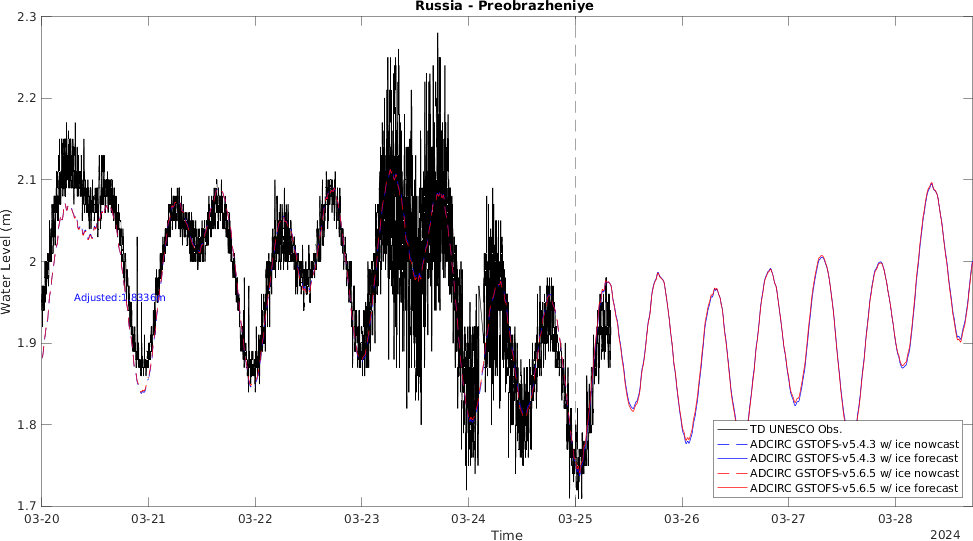 Russia - Preobrazheniye
2.3
2.2
2.1
2
1.9
1.8
1.7
Water Level (m)
Adjusted:1.8336m
TD UNESCO Obs.
ADCIRC GSTOFS-v5.4.3 w/ ice nowcast
ADCIRC GSTOFS-v5.4.3 w/ ice forecast
ADCIRC GSTOFS-v5.6.5 w/ ice nowcast
ADCIRC GSTOFS-v5.6.5 w/ ice forecast
03-20 03-21 03-22 03-23 03-24 03-25 03-26 03-27 03-28
Time
2024